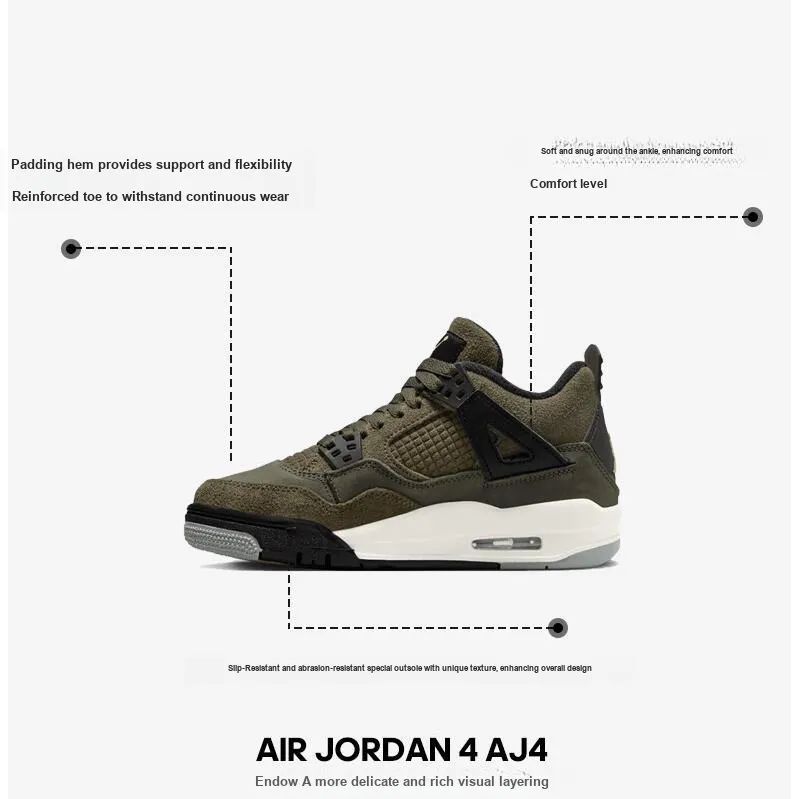 Padding hem provides support and flexibility
Reinforced toe to withstand continuous wear
Soft and snug around the ankle, enhancing comfort
Comfort level
Slip-Resistant and abrasion-resistant special outsole with unique texture, enhancing overall design
AIR JORDAN 4 AJ4
Endow A more delicate and rich visual layering